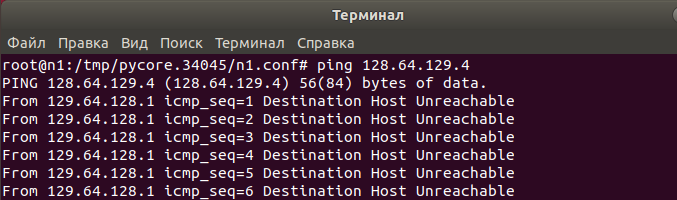 Терминал
Файл Правка Вид Поиск Терминал Справка
root@n1:/tmp/pycore.34045/n1.conf# ping 128.64.129.4
PING 128.64.129.4 (128.64.129.4) 56(84) bytes of data.
From 129.64.128.1 icmp_seq=1 Destination Host Unreachable
From 129.64.128.1 icmp_seq=2 Destination Host Unreachable
From 129.64.128.1 icmp_seq=3 Destination Host Unreachable
From 129.64.128.1 icmp_seq=4 Destination Host Unreachable
From 129.64.128.1 icmp_seq=5 Destination Host Unreachable
From 129.64.128.1 icmp_seq=6 Destination Host Unreachable